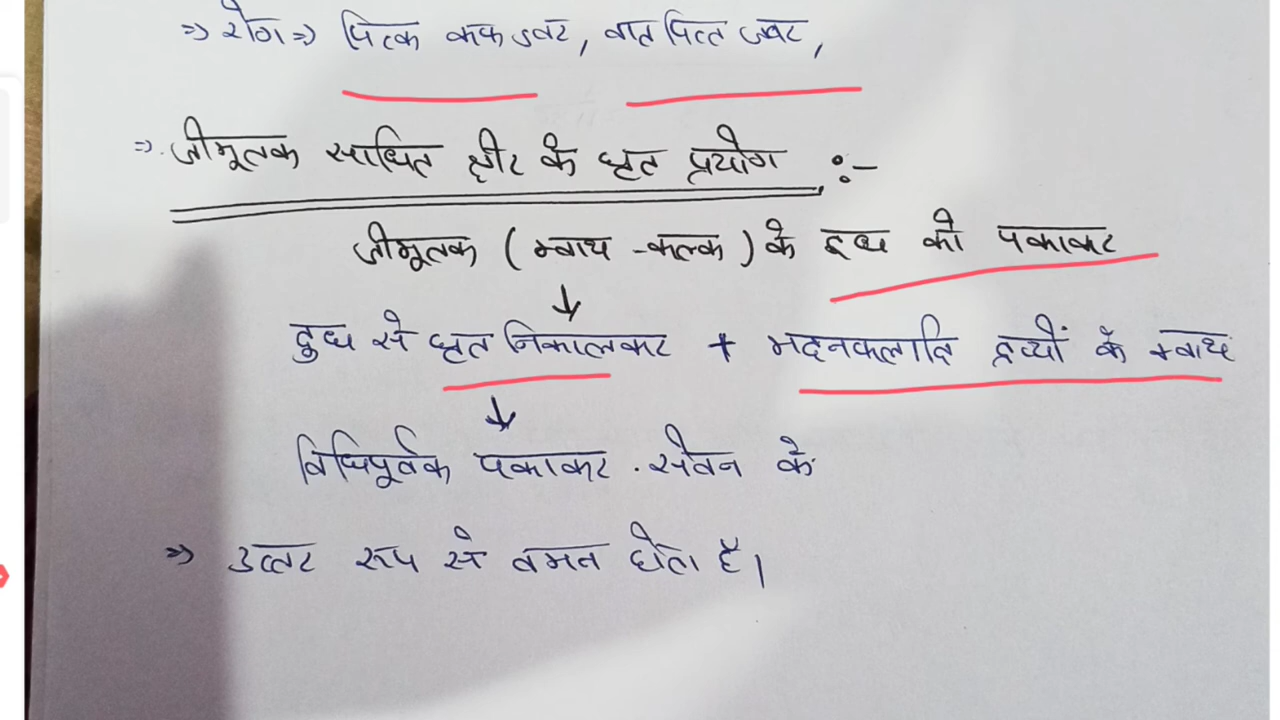 ⇒ रोग ⇒ पित्क कफ ज्वर, वात पित्त ज्वर,
⇒. जीमूतक साधित क्षीर के घृत प्रयोग :-
जीमूतक ( क्वाथ - कल्क ) के दूध को पकाकर
↓
दुध से घृत निकालकर + मदनफलादि द्रव्यों के क्वाथ
↓
विधिपूर्वक पकाकर . सेवन के
⇒ उत्तर रूप से वमन होता है।